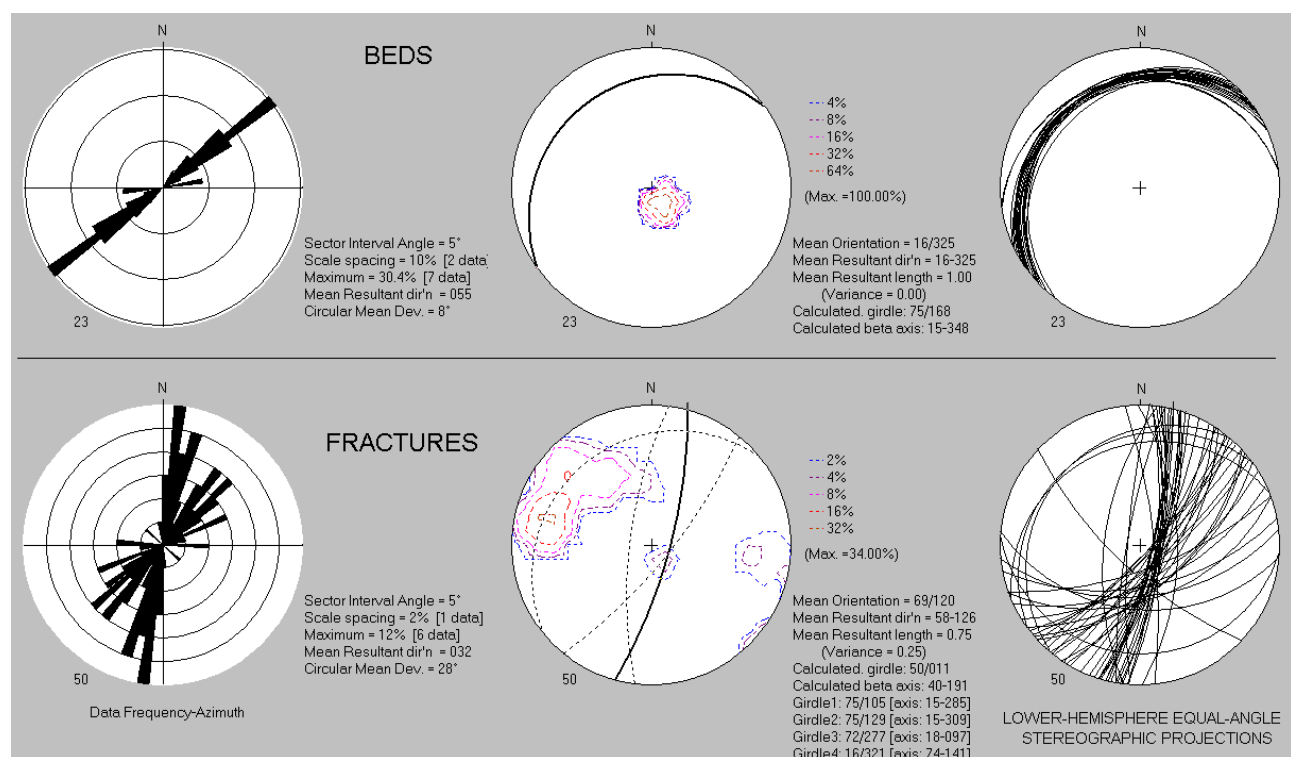 N
BEDS
N
N
4%
8%
16%
32%
64%
(Max. =100.00%)
Sector Interval Angle = 5°
Scale spacing = 10% [2 data
Maximum = 30.4% [7 data]
Mean Resultant dir'n = 055
Circular Mean Dev. = 8°
23
23
Mean Orientation = 16/325
Mean Resultant dir'n = 16-325
Mean Resultant length = 1.00
(Variance = 0.00)
Calculated. girdle: 75/168
Calculated beta axis: 15-348
23
N
FRACTURES
N
N
2%
4%
8%
16%
32%
(Max. =34.00%)
Sector Interval Angle = 5°
Scale spacing = 2% [1 data]
Maximum = 12% [6 data]
Mean Resultant dir'n = 032
Circular Mean Dev. = 28°
50
50
Mean Orientation = 69/120
Mean Resultant dir'n = 58-126
Mean Resultant length = 0.75
(Variance = 0.25)
Calculated. girdle: 50/011
Calculated beta axis: 40-191
Girdle1: 75/105 [axis: 15-285]
Girdle2: 75/129 [axis: 15-309]
Girdle3: 72/277 [axis: 18-097]
Girdle4: 16/321 [axis: 74-141]
50
Data Frequency-Azimuth
LOWER-HEMISPHERE EQUAL-ANGLE
STEREOGRAPHIC PROJECTIONS